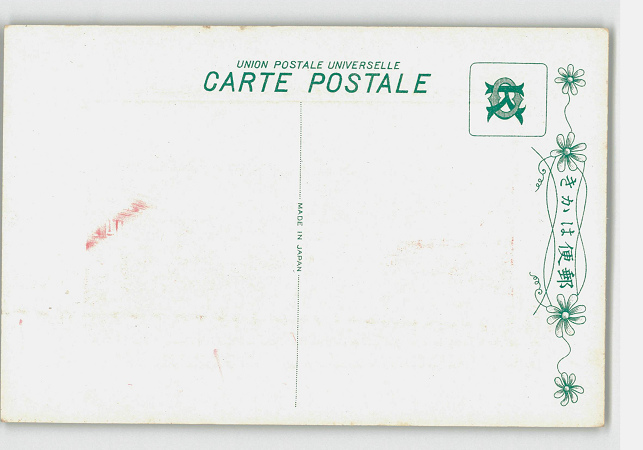 UNION POSTALE UNIVERSELLE
CARTE POSTALE
MADE IN JAPAN
郵便はかき